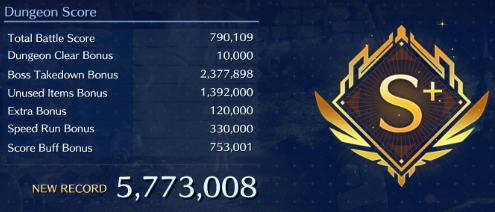 Dungeon Score
Total Battle Score 790,109
Dungeon Clear Bonus 10,000
Boss Takedown Bonus 2,377,898
Unused Items Bonus 1,392,000
Extra Bonus 120,000
Speed Run Bonus 330,000
Score Buff Bonus 753,001
NEW RECORD 5,773,008
S+